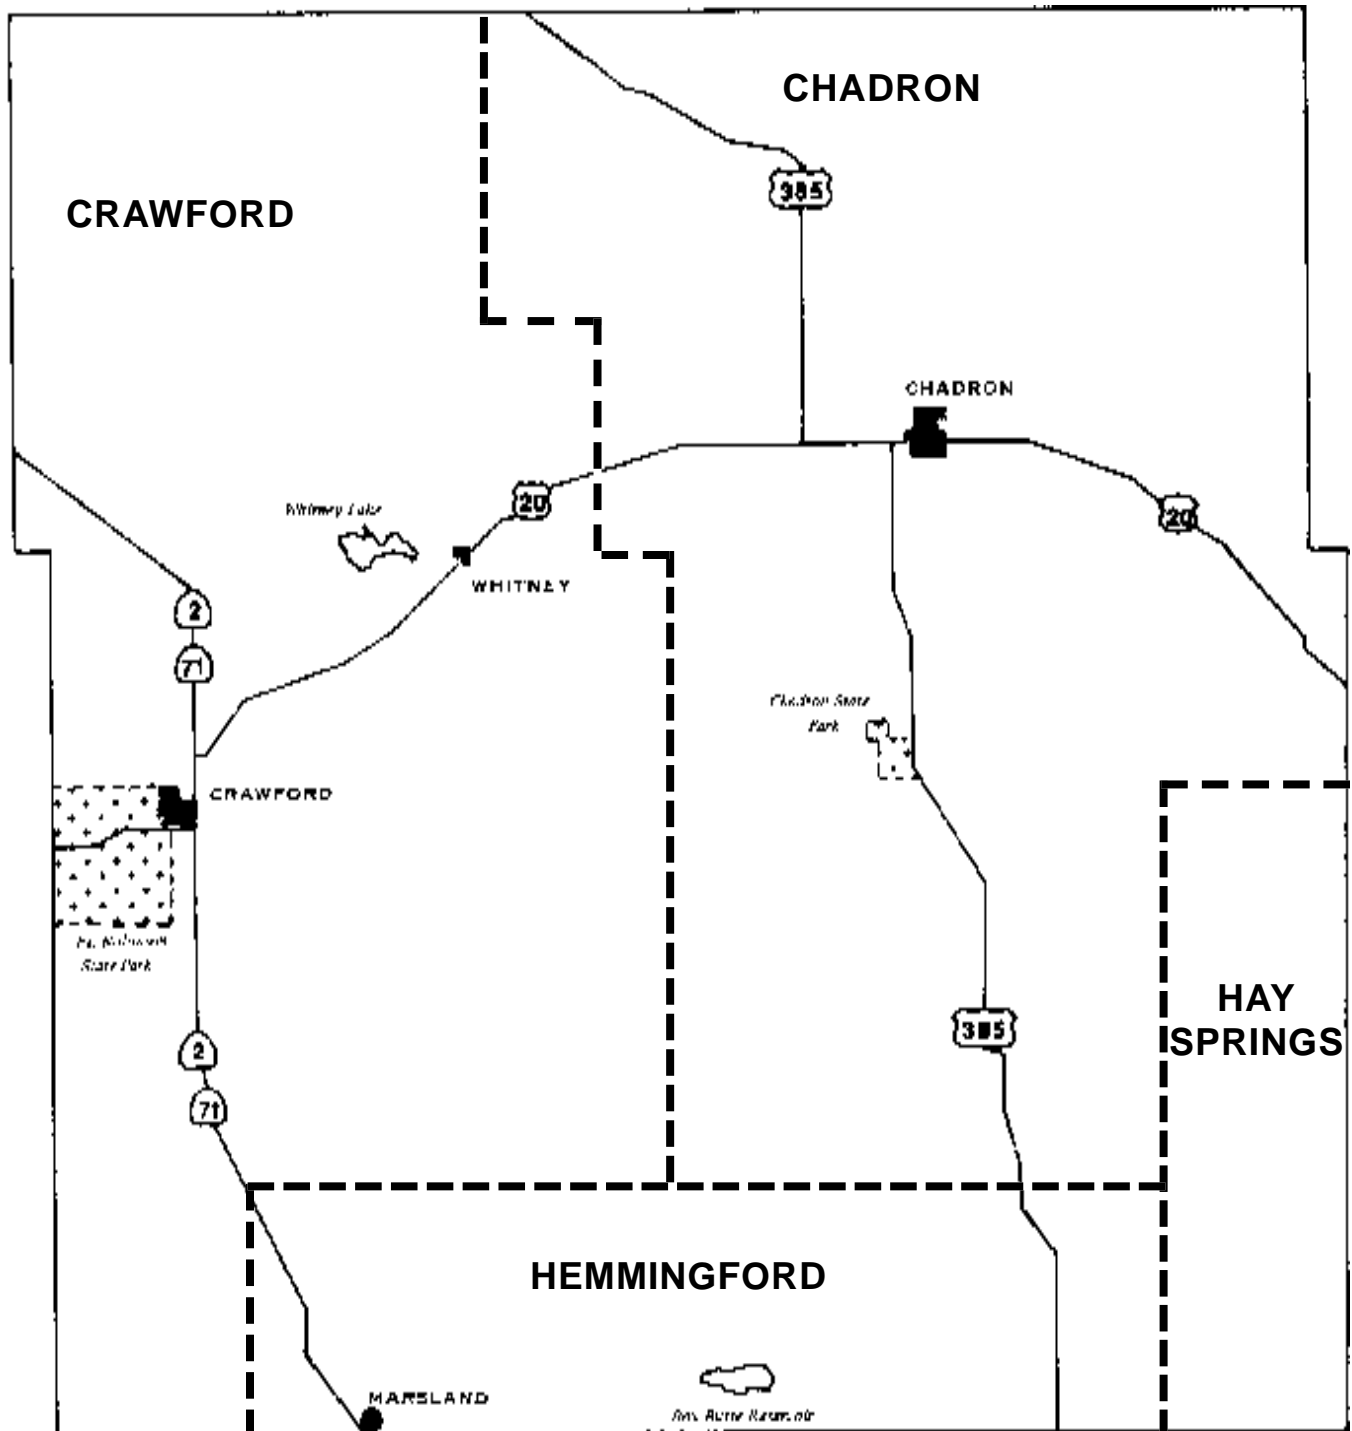 CHADRON
385
CRAWFORD
CHADRON
20
20
Whitney Lake
WHITNEY
2
71
Chadron State
Park
CRAWFORD
State Park
HAY
SPRINGS
385
2
71
HEMMINGFORD
MARSLAND